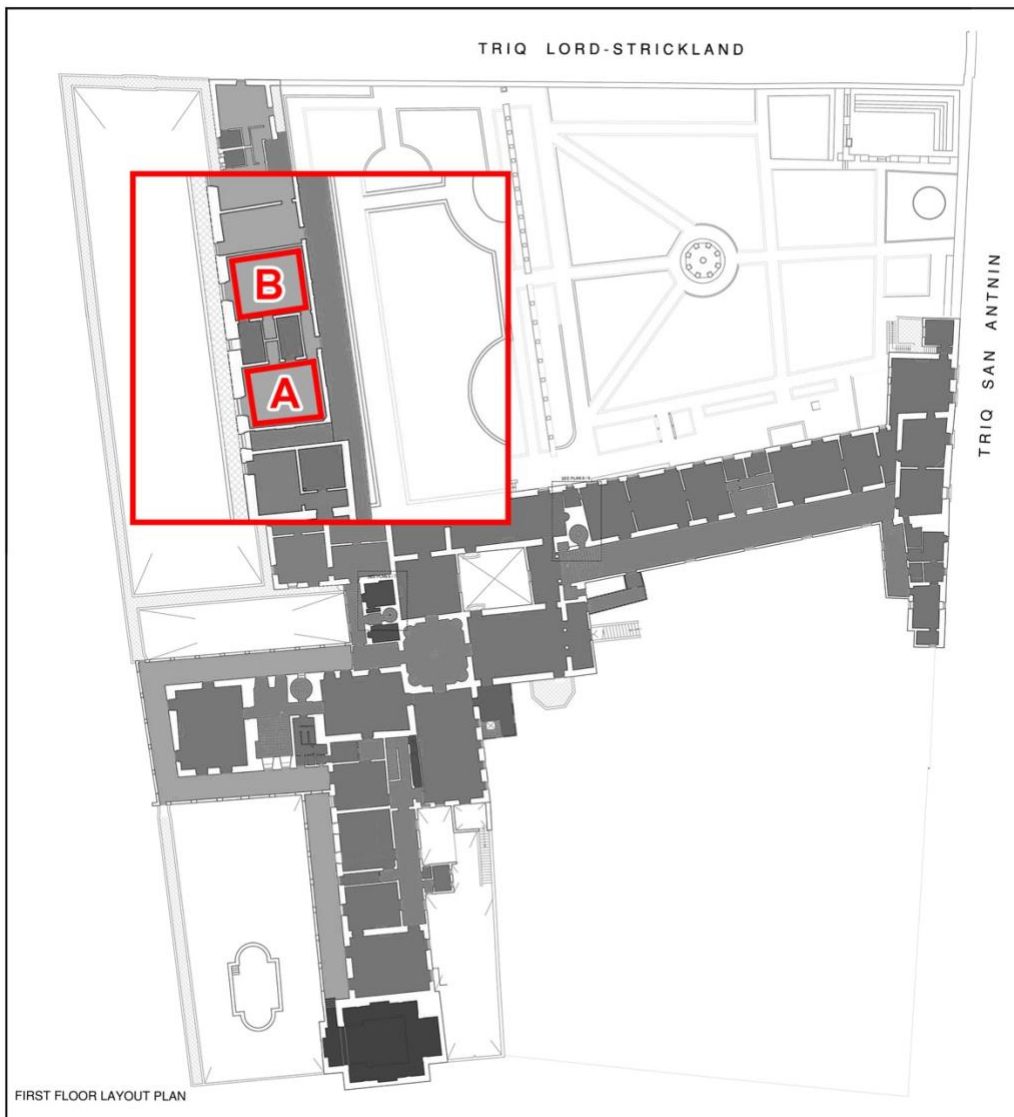 TRIQ LORD-STRICKLAND
B
A
TRIQ SAN ANTNIN
FIRST FLOOR LAYOUT PLAN